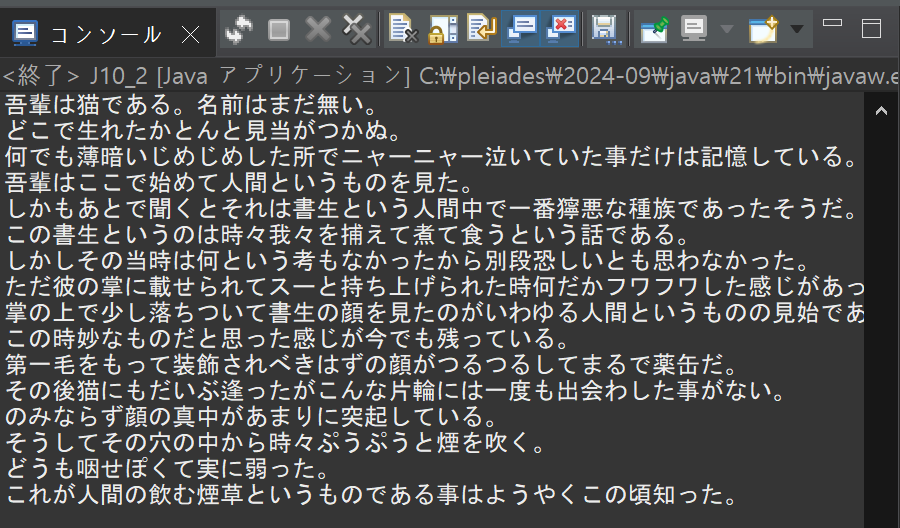 コンソール
<終了> J10_2 [Java アプリケーション] C:₩pleiades₩2024-09₩java₩21₩bin₩javaw.e
吾輩は猫である。名前はまだ無い。
どこで生れたかとんと見当がつかぬ。
何でも薄暗いじめじめした所でニャーニャー泣いていた事だけは記憶している。
吾輩はここで始めて人間というものを見た。
しかもあとで聞くとそれは書生という人間中で一番獰悪な種族であったそうだ。
この書生というのは時々我々を捕えて煮て食うという話である。
しかしその当時は何という考もなかったから別段恐しいとも思わなかった。
ただ彼の掌に載せられてスーと持ち上げられた時何だかフワフワした感じがあっ
掌の上で少し落ちついて書生の顔を見たのがいわゆる人間というものの見始であ
この時妙なものだと思った感じが今でも残っている。
第一毛をもって装飾されべきはずの顔がつるつるしてまるで薬缶だ。
その後猫にもだいぶ逢ったがこんな片輪には一度も出会わした事がない。
のみならず顔の真中があまりに突起している。
そうしてその穴の中から時々ぷうぷうと煙を吹く。
どうも咽せぽくて実に弱った。
これが人間の飲む煙草というものである事はようやくこの頃知った。